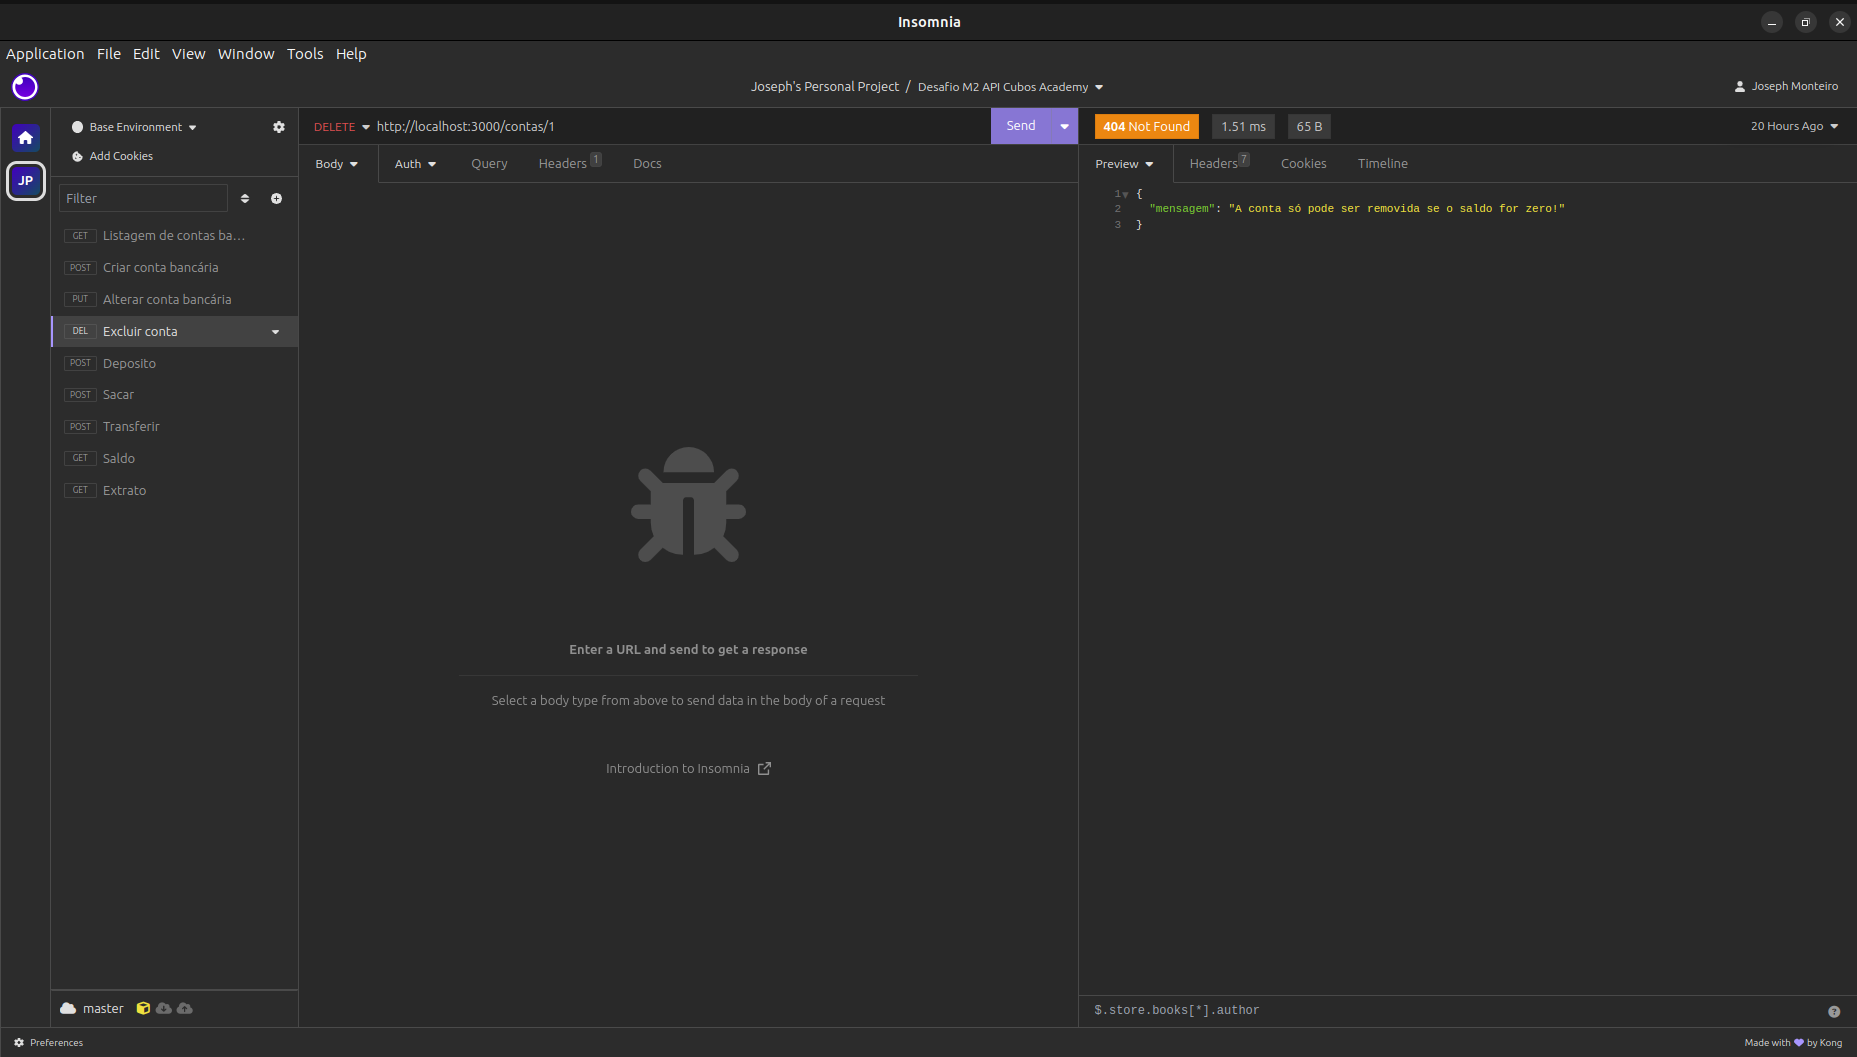 Insomnia
Application File Edit View Window Tools Help
Joseph's Personal Project / Desafio M2 API Cubos Academy
Joseph Monteiro
JP
Base Environment
Add Cookies
Filter
GET Listagem de contas ba...
POST Criar conta bancária
PUT Alterar conta bancária
DEL Excluir conta
POST Deposito
POST Sacar
POST Transferir
GET Saldo
GET Extrato
master
DELETE http://localhost:3000/contas/1
Send
Body Auth Query Headers 1 Docs
Enter a URL and send to get a response
Select a body type from above to send data in the body of a request
Introduction to Insomnia
404 Not Found 1.51 ms 65 B 20 Hours Ago
Preview Headers 7 Cookies Timeline
1 {
2 "mensagem": "A conta só pode ser removida se o saldo for zero!"
3 }
$.store.books[*].author
?
Preferences
Made with by Kong